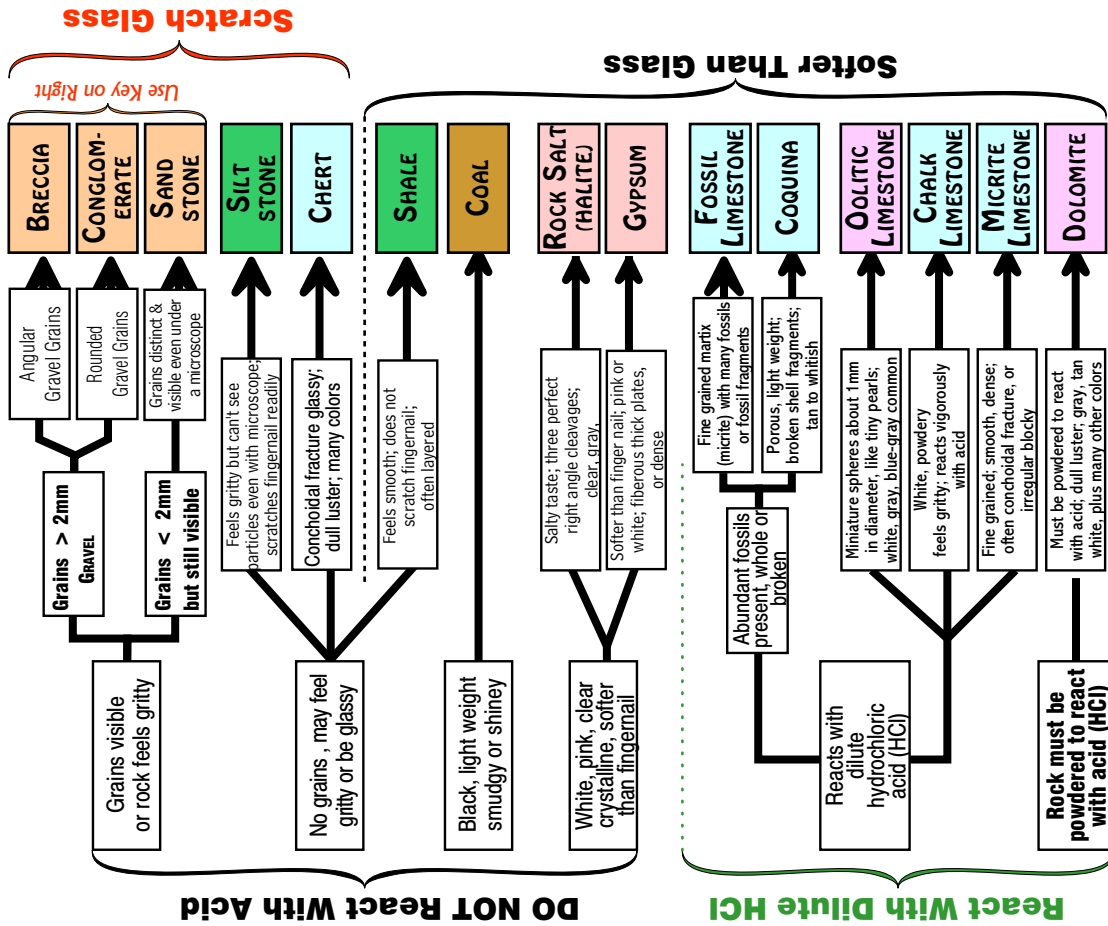 Scratch Glass
Use Key on Right
BRECCIA
CONGLOM-
ERATE
SAND
STONE
SILT
STONE
CHERT
SHALE
COAL
ROCK SALT
(HALITE)
GYPSUM
FOSSIL
LIMESTONE
COQUINA
OOLITIC
LIMESTONE
CHALK
LIMESTONE
MICRITE
LIMESTONE
DOLOMITE
Softer Than Glass
Angular
Gravel Grains
Rounded
Gravel Grains
Grains distinct &
visible even under
a microscope
Feels gritty but can't see
particles even with microscope;
scratches fingernail readily
Conchoidal fracture glassy;
dull luster; many colors
Feels smooth; does not
scratch fingernail;
often layered
Salty taste; three perfect
right angle cleavages;
clear, gray,
Softer than finger nail; pink or
white; fiberous thick plates,
or dense
Fine grained martix
(micrite) with many fossils
or fossil fragments
Porous, light weight;
broken shell fragments;
tan to whitish
Miniature spheres about 1mm
in diameter, like tiny pearls;
white, gray, blue-gray common
White, powdery
feels gritty; reacts vigorously
with acid
Fine grained; smooth, dense;
often conchoidal fracture, or
irregular blocky
Must be powdered to react
with acid; dull luster; gray, tan
white, plus many other colors
Grains > 2mm
GRAVEL
Grains < 2mm
but still visible
Abundant fossils
present, whole or
broken
Grains visible
or rock feels gritty
No grains , may feel
gritty or be glassy
Black, light weight
smudgy or shiney
White, pink, clear
crystalline, softer
than fingernail
Reacts with
dilute
hydrochloric
acid (HCl)
Rock must be
powdered to react
with acid (HCl)
DO NOT React With Acid
React With Dilute HCl